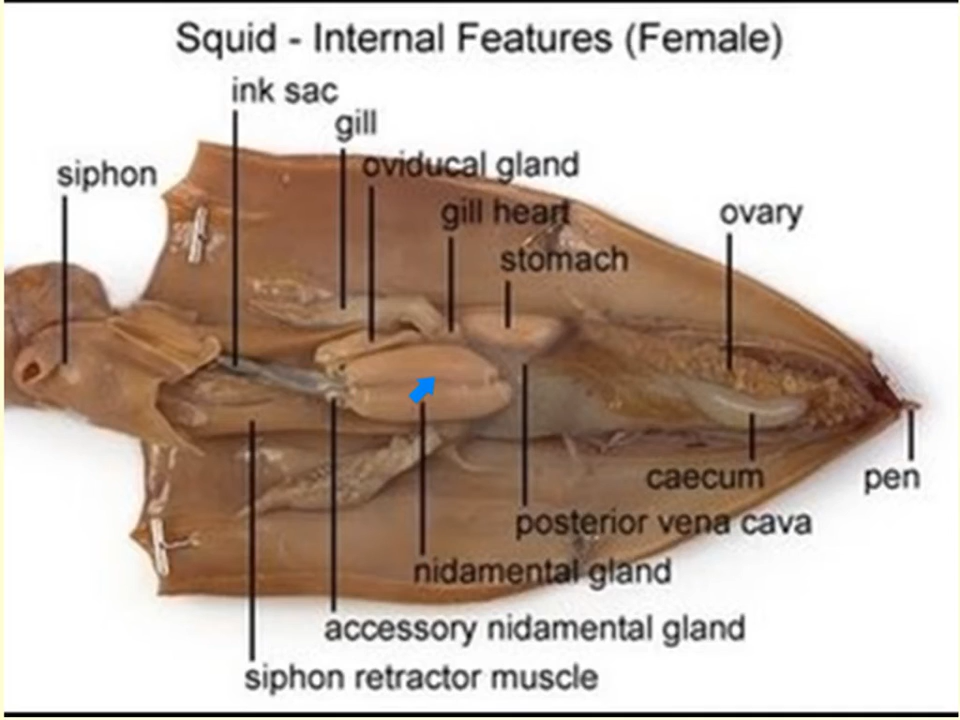 Squid - Internal Features (Female)
ink sac
gill
siphon
oviducal gland
gill heart
ovary
stomach
caecum
pen
posterior vena cava
nidamental gland
accessory nidamental gland
siphon retractor muscle